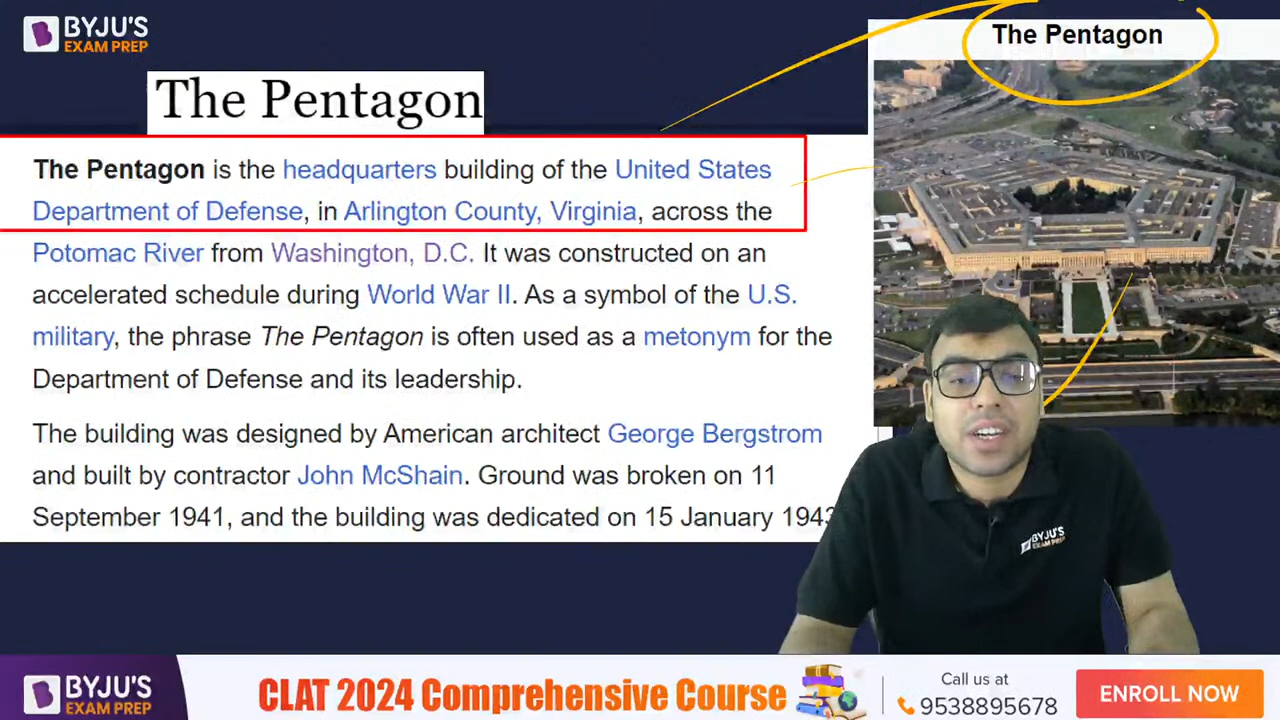 BYJU'S
EXAM PREP
The Pentagon
The Pentagon
The Pentagon is the headquarters building of the United States
Department of Defense, in Arlington County, Virginia, across the
Potomac River from Washington, D.C. It was constructed on an
accelerated schedule during World War II. As a symbol of the U.S.
military, the phrase The Pentagon is often used as a metonym for the
Department of Defense and its leadership.
The building was designed by American architect George Bergstrom
and built by contractor John McShain. Ground was broken on 11
September 1941, and the building was dedicated on 15 January 1943
BYJU'S
EXAM PREP
BYJU'S
EXAM PREP
CLAT 2024 Comprehensive Course
Call us at
9538895678
ENROLL NOW